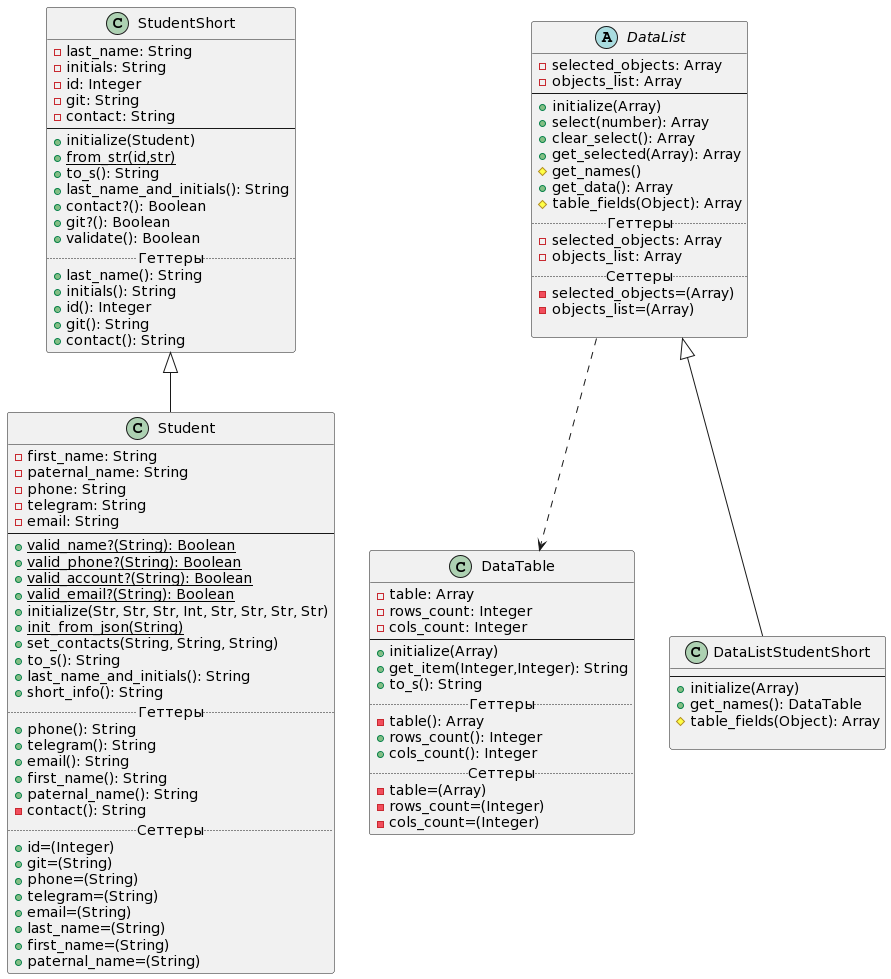 C StudentShort
last_name: String
initials: String
id: Integer
git: String
contact: String
initialize(Student)
from_str(id,str)
to_s(): String
last_name_and_initials(): String
contact?(): Boolean
git?(): Boolean
validate(): Boolean
Геттеры
last_name(): String
initials(): String
id(): Integer
git(): String
contact(): String
A DataList
selected_objects: Array
objects_list: Array
initialize(Array)
select(number): Array
clear_select(): Array
get_selected(Array): Array
get_names()
get_data(): Array
table_fields(Object): Array
Геттеры
selected_objects: Array
objects_list: Array
Сеттеры
selected_objects=(Array)
objects_list=(Array)
C Student
first_name: String
paternal_name: String
phone: String
telegram: String
email: String
valid_name?(String): Boolean
valid_phone?(String): Boolean
valid_account?(String): Boolean
valid_email?(String): Boolean
initialize(Str, Str, Str, Int, Str, Str, Str, Str)
init_from_json(String)
set_contacts(String, String, String)
to_s(): String
last_name_and_initials(): String
short_info(): String
Геттеры
phone(): String
telegram(): String
email(): String
first_name(): String
paternal_name(): String
contact(): String
Сеттеры
id=(Integer)
git=(String)
phone=(String)
telegram=(String)
email=(String)
last_name=(String)
first_name=(String)
paternal_name=(String)
C DataTable
table: Array
rows_count: Integer
cols_count: Integer
initialize(Array)
get_item(Integer,Integer): String
to_s(): String
Геттеры
table(): Array
rows_count(): Integer
cols_count(): Integer
Сеттеры
table=(Array)
rows_count=(Integer)
cols_count=(Integer)
C DataListStudentShort
initialize(Array)
get_names(): DataTable
table_fields(Object): Array